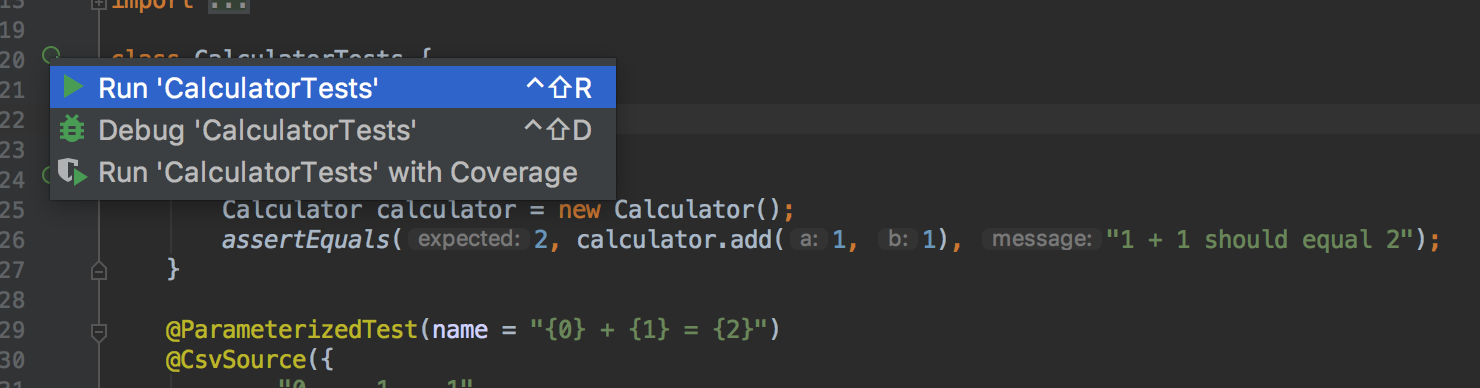 import ...
19
20 class CalculatorTests {
Run 'CalculatorTests' ^⇧R
21
Debug 'CalculatorTests' ^⇧D
22
23
Run 'CalculatorTests' with Coverage
24
25 Calculator calculator = new Calculator();
26 assertEquals( expected: 2, calculator.add( a: 1, b: 1), message: "1 + 1 should equal 2");
27 }
28
29 @ParameterizedTest(name = "{0} + {1} = {2}")
30 @CsvSource({